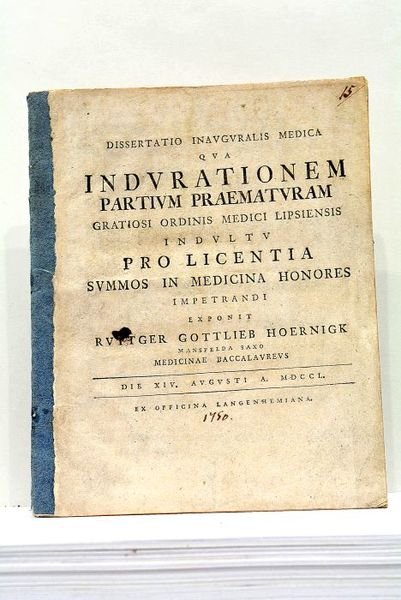 15
DISSERTATIO INAVGVRALIS MEDICA
QVA
INDVRATIONEM
PARTIVM PRAEMATVRAM
GRATIOSI ORDINIS MEDICI LIPSIENSIS
INDVLTV
PRO LICENTIA
SVMMOS IN MEDICINA HONORES
IMPETRANDI
EXPONIT
RVTTGER GOTTLIEB HOERNIGK
MANSFELDA SAXO
MEDICINAE BACCALAVREVS
DIE XIV. AVGVSTI A. MDCCL.
EX OFFICINA LANGENHEMIANA.
1750.